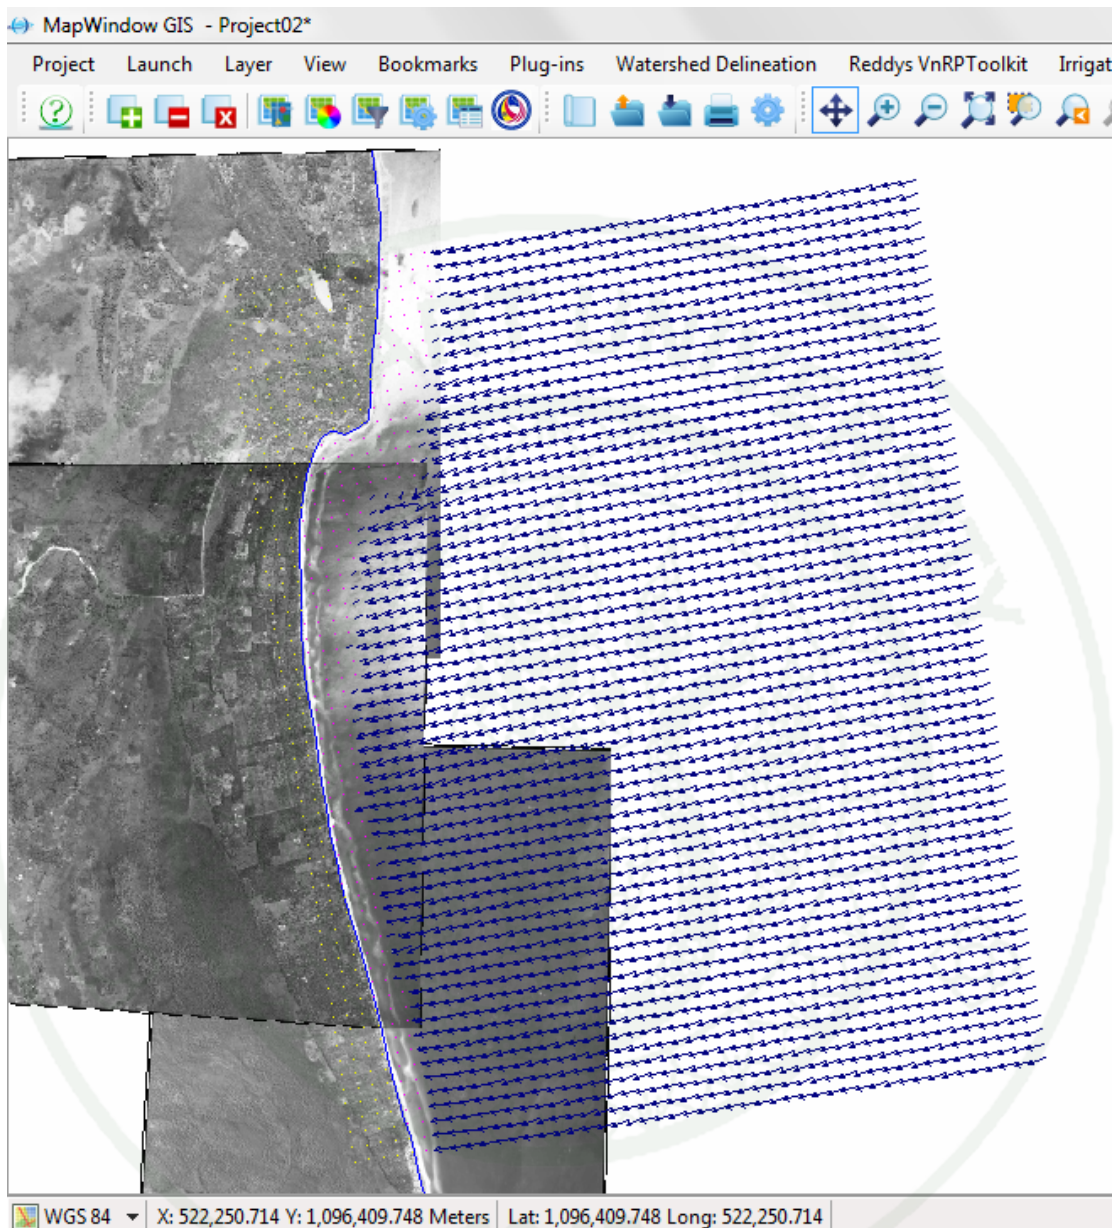 MapWindow GIS - Project02*
Project Launch Layer View Bookmarks Plug-ins Watershed Delineation Reddys VnRPToolkit Irrigat
WGS 84 X: 522,250.714 Y: 1,096,409.748 Meters Lat: 1,096,409.748 Long: 522,250.714